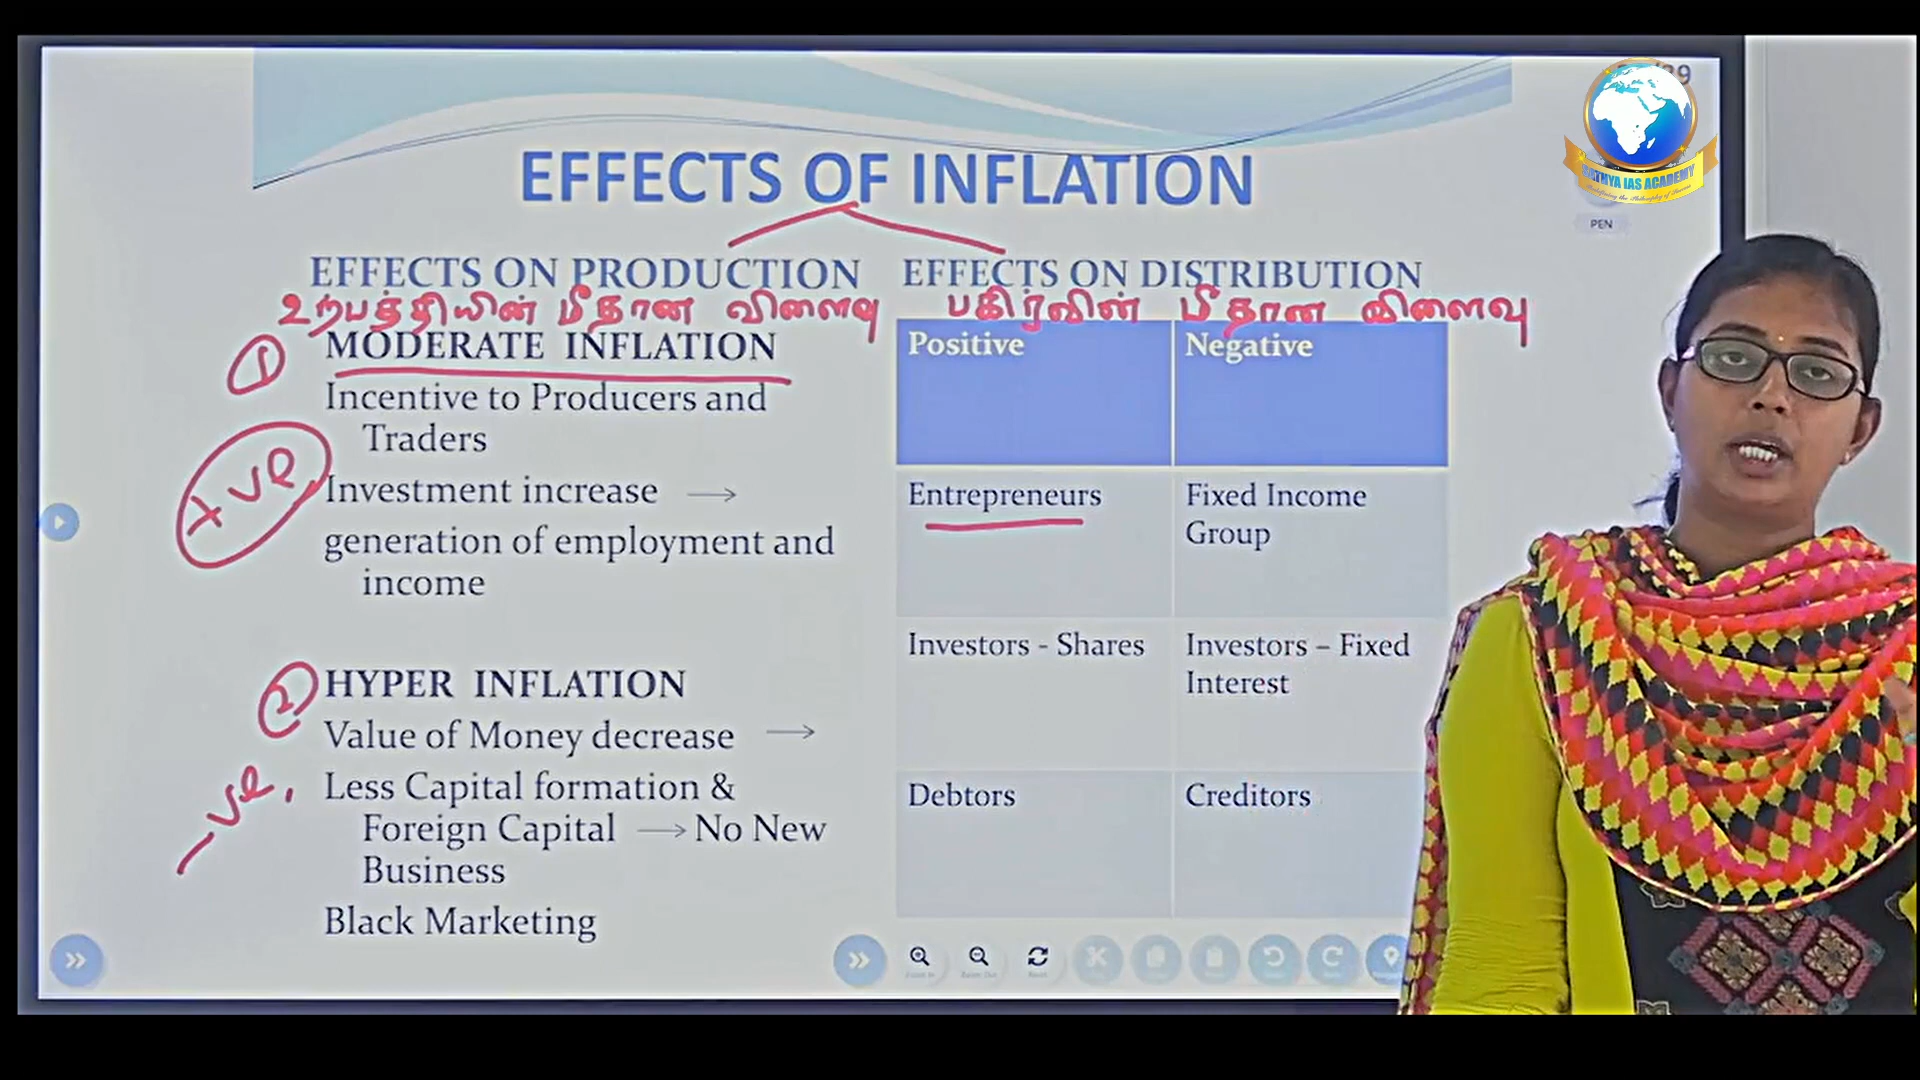 EFFECTS OF INFLATION
PEN
EFFECTS ON PRODUCTION
உற்பத்தியின் மீதான விளைவு
1
MODERATE INFLATION
Incentive to Producers and
Traders
+ve
Investment increase →
generation of employment and
income
2
HYPER INFLATION
Value of Money decrease →
-ve,
Less Capital formation &
Foreign Capital → No New
Business
Black Marketing
EFFECTS ON DISTRIBUTION
பகிர்வின் மீதான விளைவு
Positive Negative
Entrepreneurs Fixed Income
Group
Investors - Shares Investors – Fixed
Interest
Debtors Creditors
IAS ACADEMY